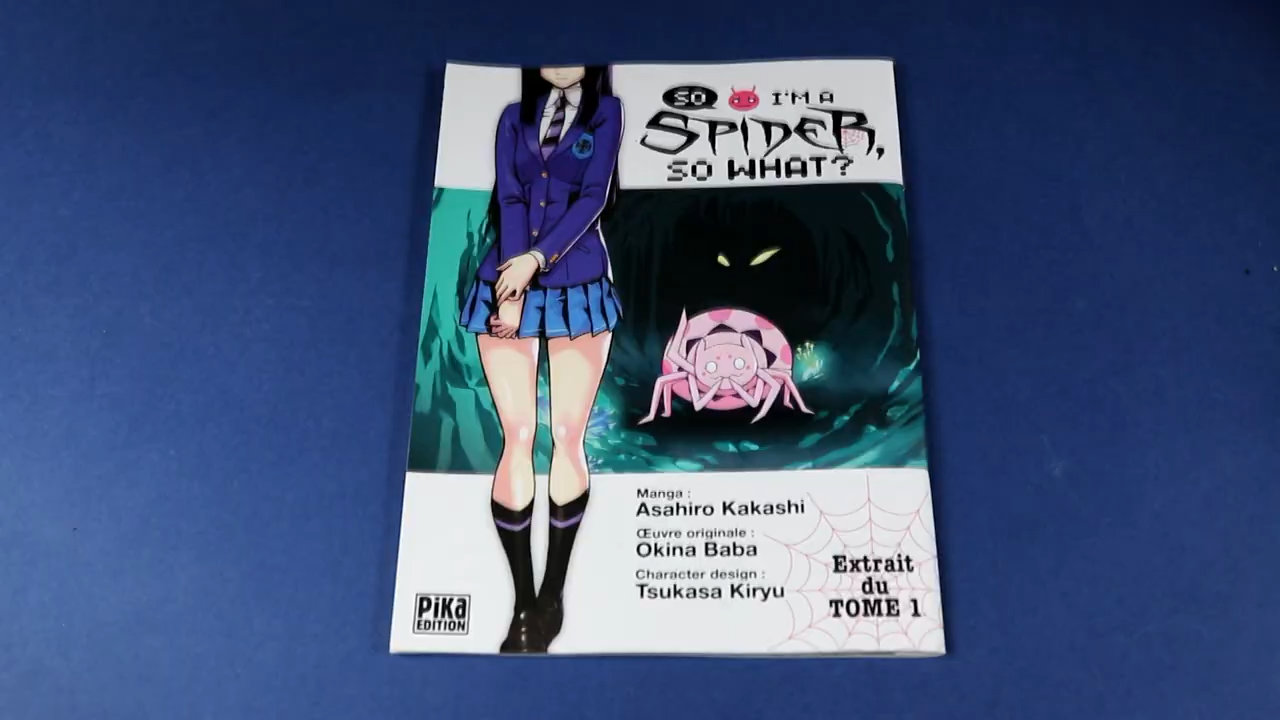 SO I'M A
SPIDER,
SO WHAT?
Manga :
Asahiro Kakashi
Œuvre originale :
Okina Baba
Character design :
Tsukasa Kiryu
Extrait
du
TOME 1
PiKa
EDITION